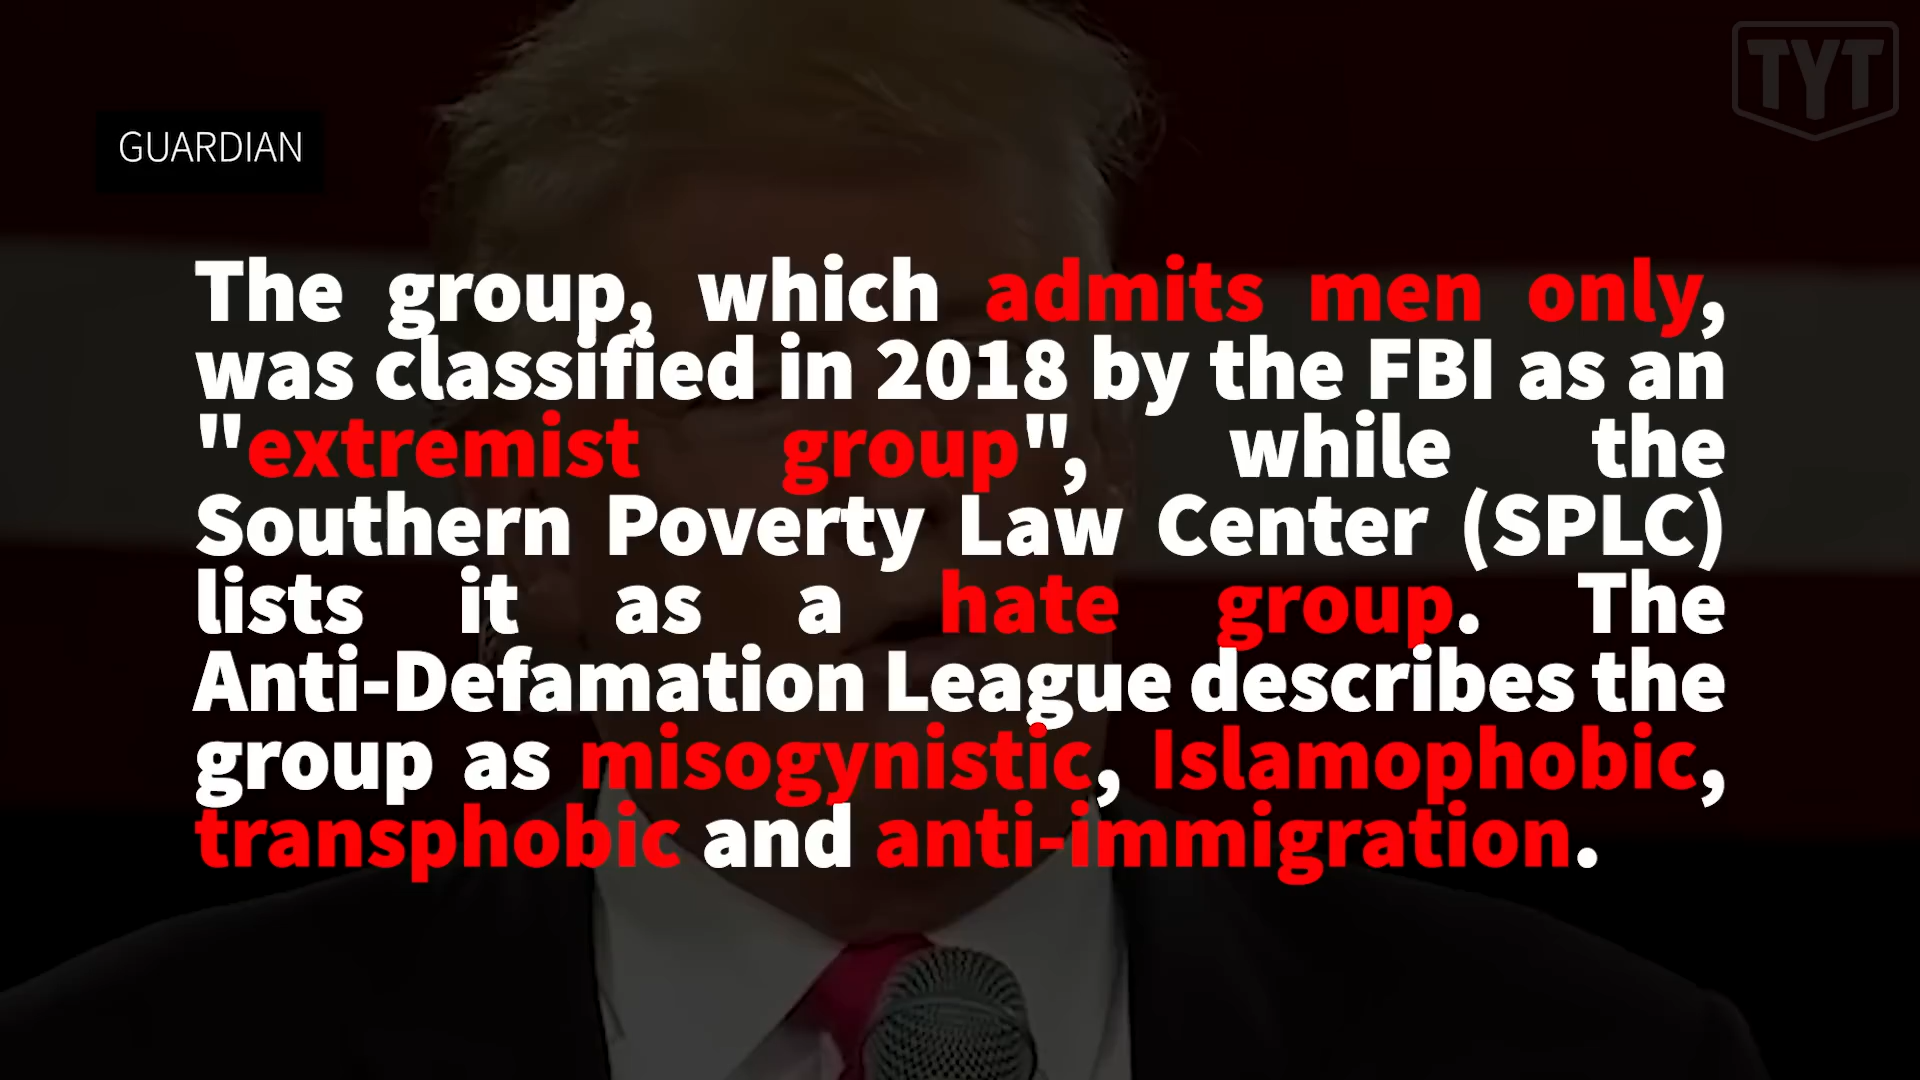 TYT
GUARDIAN
The group, which admits men only,
was classified in 2018 by the FBI as an
"extremist group", while the
Southern Poverty Law Center (SPLC)
lists it as a hate group. The
Anti-Defamation League describes the
group as misogynistic, Islamophobic,
transphobic and anti-immigration.